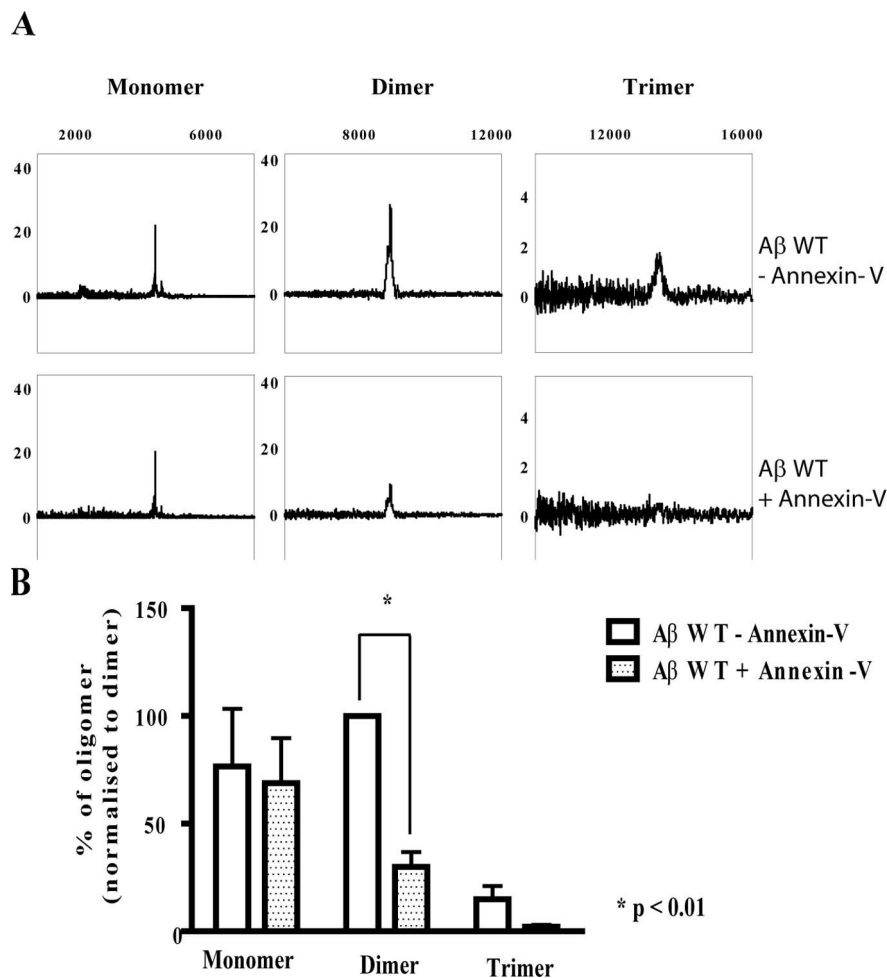 A
Monomer Dimer Trimer
2000 6000 8000 12000 12000 16000
40 40 4
20 20 2
0 0 0
Aβ WT
- Annexin-V
40 40 4
20 20 2
0 0 0
Aβ WT
+ Annexin-V
B
% of oligomer
(normalised to dimer)
150
100
50
0
*
Aβ W T - Annexin-V
Aβ W T + Annexin -V
* p < 0.01
Monomer Dimer Trimer